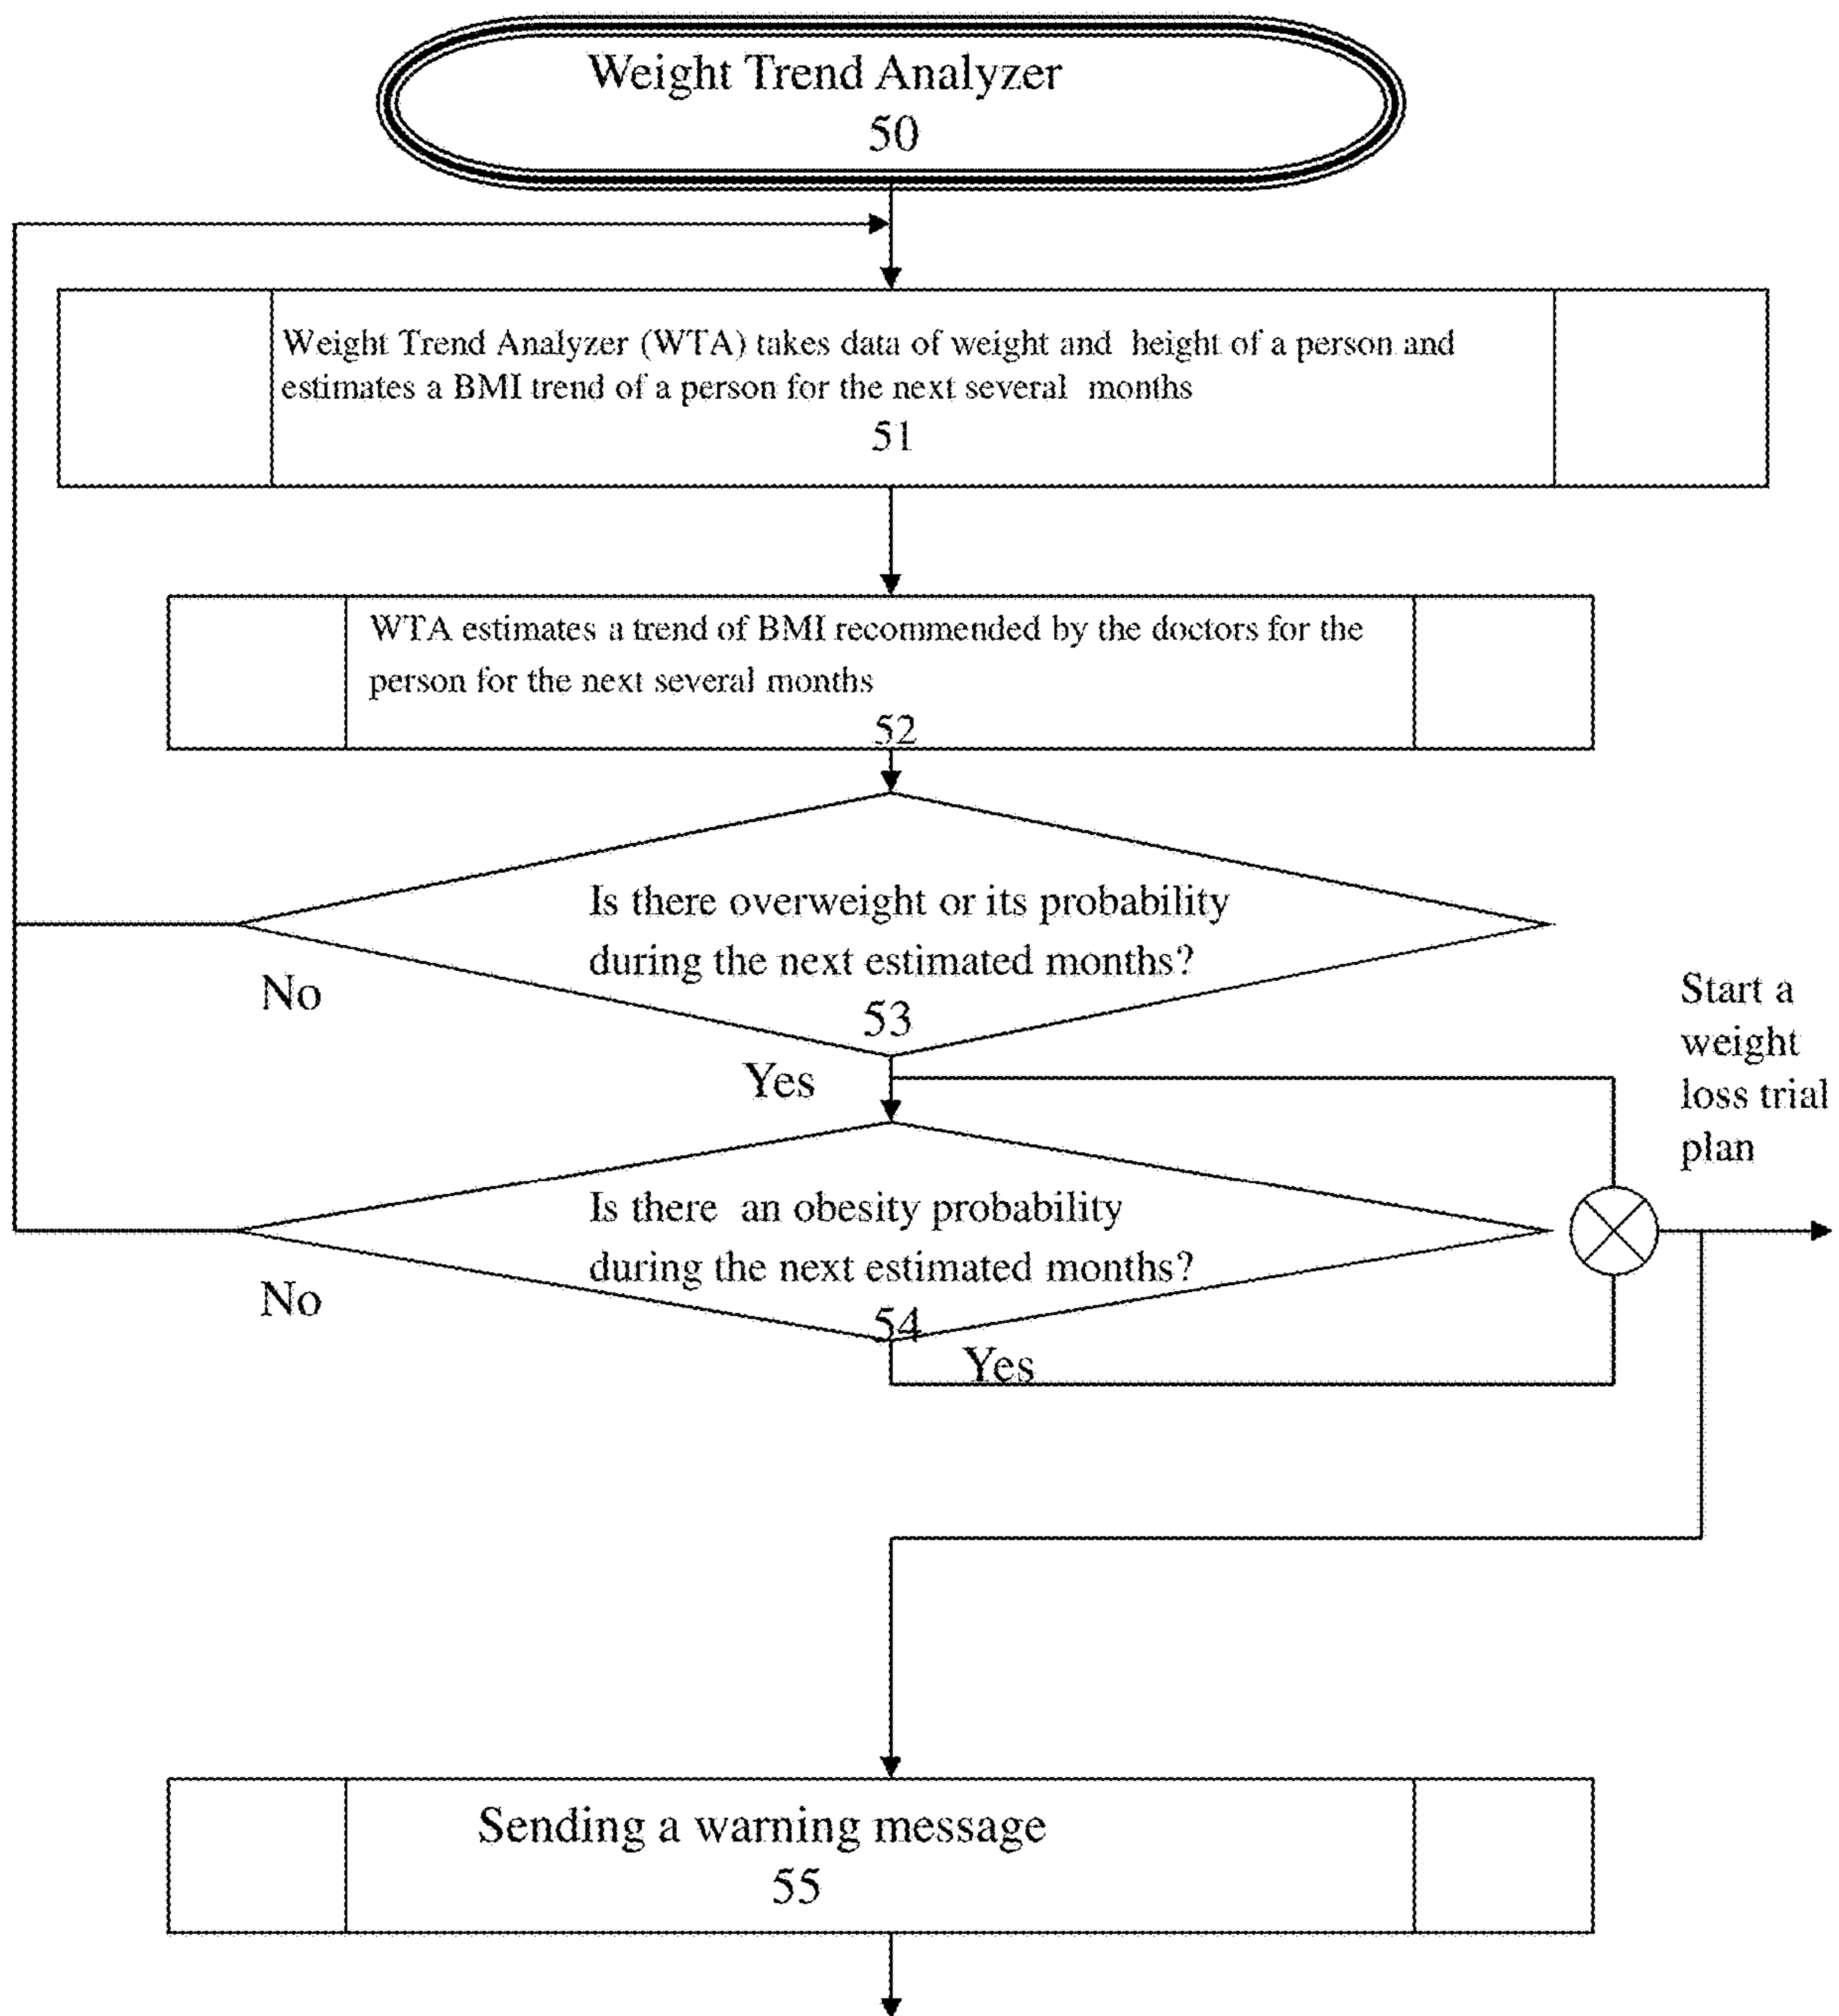 Weight Trend Analyzer
50
Weight Trend Analyzer (WTA) takes data of weight and height of a person and
estimates a BMI trend of a person for the next several months
51
WTA estimates a trend of BMI recommended by the doctors for the
person for the next several months
52
Is there overweight or its probability
during the next estimated months?
53
No
Yes
Start a
weight
loss trial
plan
Is there an obesity probability
during the next estimated months?
54
No
Yes
Sending a warning message
55